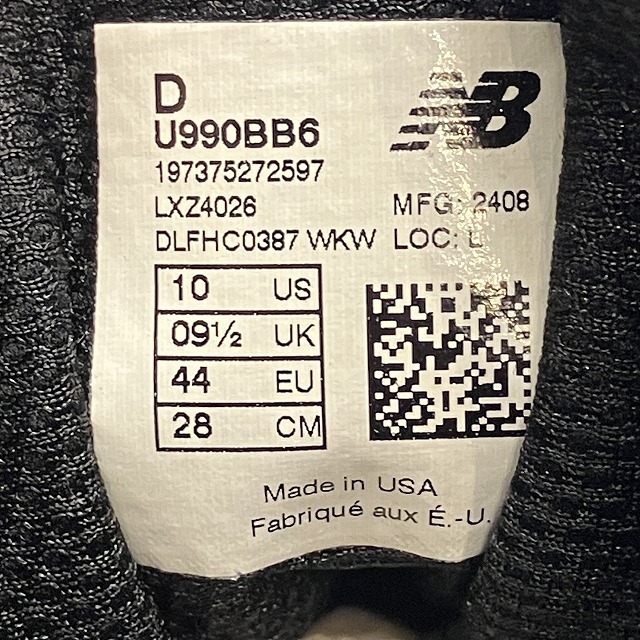 D
U990BB6
197375272597
LXZ4026 MFG: 2408
DLFHC0387 WKW LOC: L
10 US
09½ UK
44 EU
28 CM
Made in USA
Fabriqué aux É.-U.
NB